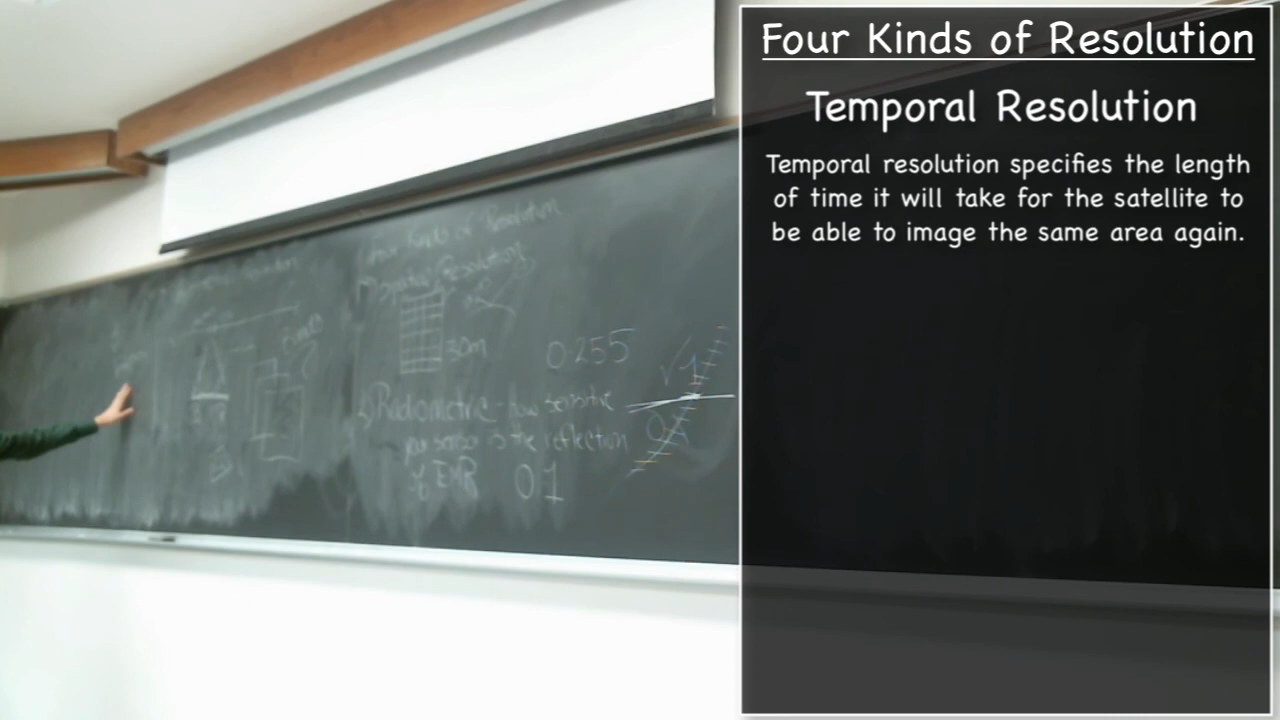 Four Kinds of Resolution
Temporal Resolution
Temporal resolution specifies the length
of time it will take for the satellite to
be able to image the same area again.
Four Kinds of Resolution
Spatial Resolution
30m
0.255
Radiometric - how sensitive
your sensor is the reflection
of EMR 0.1